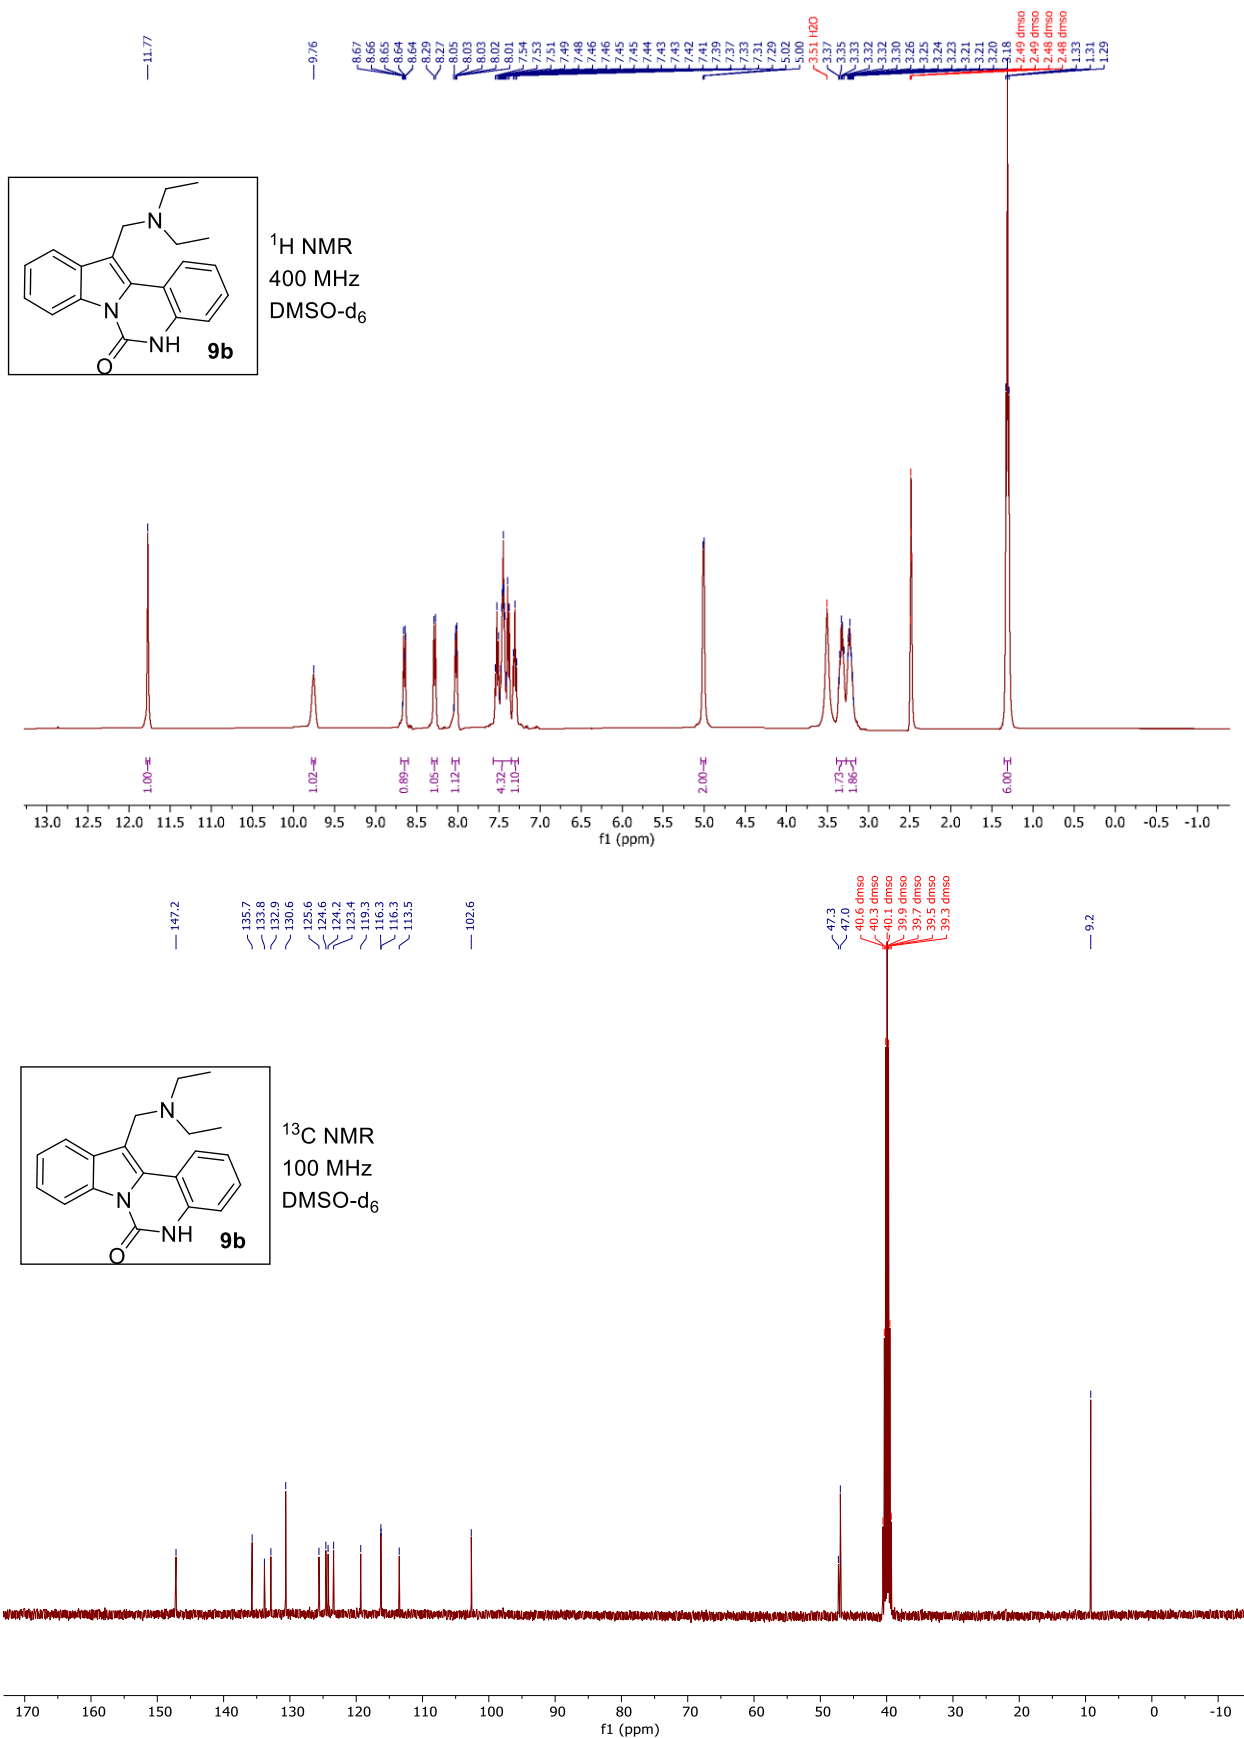 11.77
9.76
8.67
8.66
8.65
8.64
8.64
8.29
8.27
8.05
8.03
8.03
8.02
8.01
7.54
7.53
7.51
7.49
7.48
7.46
7.46
7.45
7.45
7.44
7.43
7.43
7.42
7.41
7.39
7.37
7.33
7.31
7.29
5.02
5.00
3.51 H2O
3.37
3.35
3.33
3.32
3.32
3.30
3.26
3.25
3.24
3.23
3.21
3.21
3.20
3.18
2.49 dmso
2.49 dmso
2.48 dmso
2.48 dmso
1.33
1.31
1.29
N
N
NH
O
9b
¹H NMR
400 MHz
DMSO-d₆
1.00
1.02
0.89
1.05
1.12
4.32
1.10
2.00
1.73
1.86
6.00
13.0 12.5 12.0 11.5 11.0 10.5 10.0 9.5 9.0 8.5 8.0 7.5 7.0 6.5 6.0 5.5 5.0 4.5 4.0 3.5 3.0 2.5 2.0 1.5 1.0 0.5 0.0 -0.5 -1.0
f1 (ppm)
147.2
135.7
133.8
132.9
130.6
125.6
124.6
124.2
123.4
119.3
116.3
116.3
113.5
102.6
47.3
47.0
40.6 dmso
40.3 dmso
40.1 dmso
39.9 dmso
39.7 dmso
39.5 dmso
39.3 dmso
9.2
N
N
NH
O
9b
¹³C NMR
100 MHz
DMSO-d₆
170 160 150 140 130 120 110 100 90 80 70 60 50 40 30 20 10 0 -10
f1 (ppm)